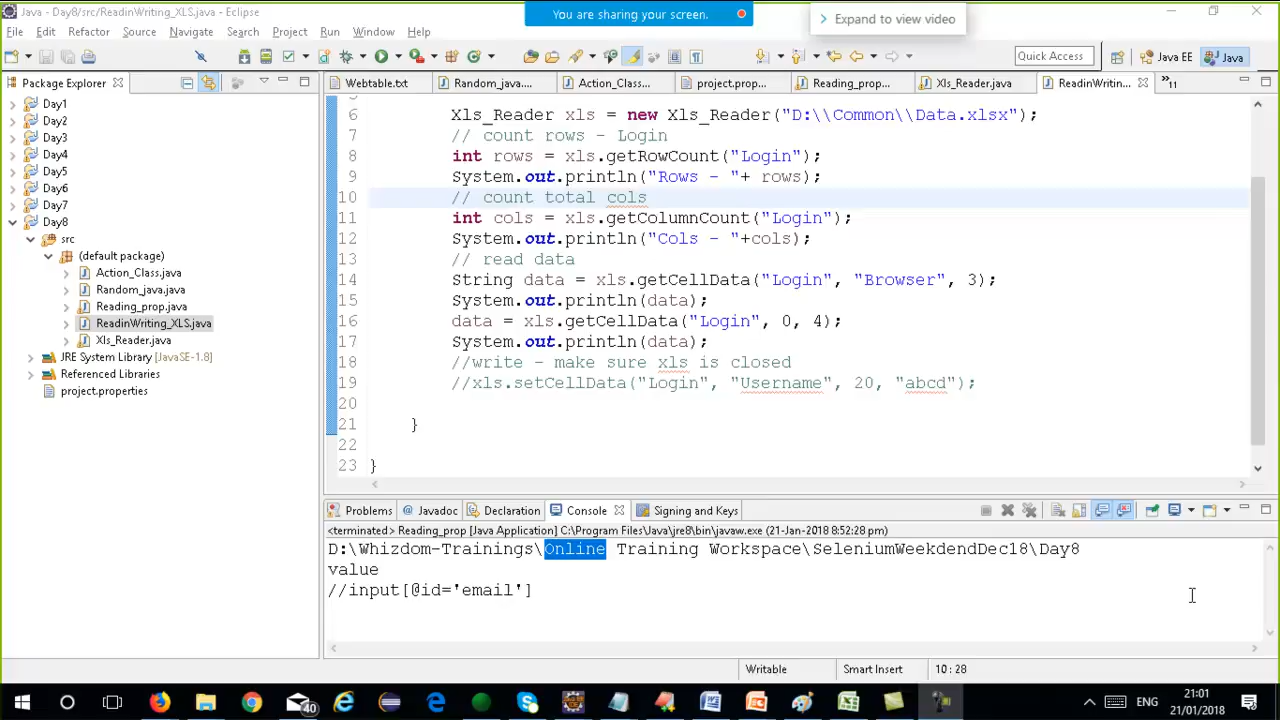 Java - Day8/src/ReadinWriting_XLS.java - Eclipse
You are sharing your screen.
Expand to view video
File Edit Refactor Source Navigate Search Project Run Window Help
Quick Access
Java EE
Java
Package Explorer
Webtable.txt
Random_java....
Action_Class....
project.prop...
Reading_prop...
Xls_Reader.java
ReadinWriting...
»11
Day1
Day2
Day3
Day4
Day5
Day6
Day7
Day8
src
(default package)
Action_Class.java
Random_java.java
Reading_prop.java
ReadinWriting_XLS.java
Xls_Reader.java
JRE System Library [JavaSE-1.8]
Referenced Libraries
project.properties
6 Xls_Reader xls = new Xls_Reader("D:\\Common\\Data.xlsx");
7 // count rows - Login
8 int rows = xls.getRowCount("Login");
9 System.out.println("Rows - "+ rows);
10 // count total cols
11 int cols = xls.getColumnCount("Login");
12 System.out.println("Cols - "+cols);
13 // read data
14 String data = xls.getCellData("Login", "Browser", 3);
15 System.out.println(data);
16 data = xls.getCellData("Login", 0, 4);
17 System.out.println(data);
18 //write - make sure xls is closed
19 //xls.setCellData("Login", "Username", 20, "abcd");
20
21 }
22
23 }
Problems Javadoc Declaration Console Signing and Keys
<terminated> Reading_prop [Java Application] C:\Program Files\Java\jre8\bin\javaw.exe (21-Jan-2018 8:52:28 pm)
D:\Whizdom-Trainings\Online Training Workspace\SeleniumWeekdendDec18\Day8
value
//input[@id='email']
Writable
Smart Insert
10 : 28
40
ENG
21:01
21/01/2018